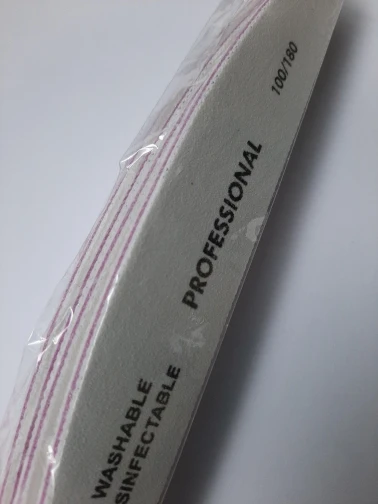 100/180
PROFESSIONAL
WASHABLE
SINFECTABLE